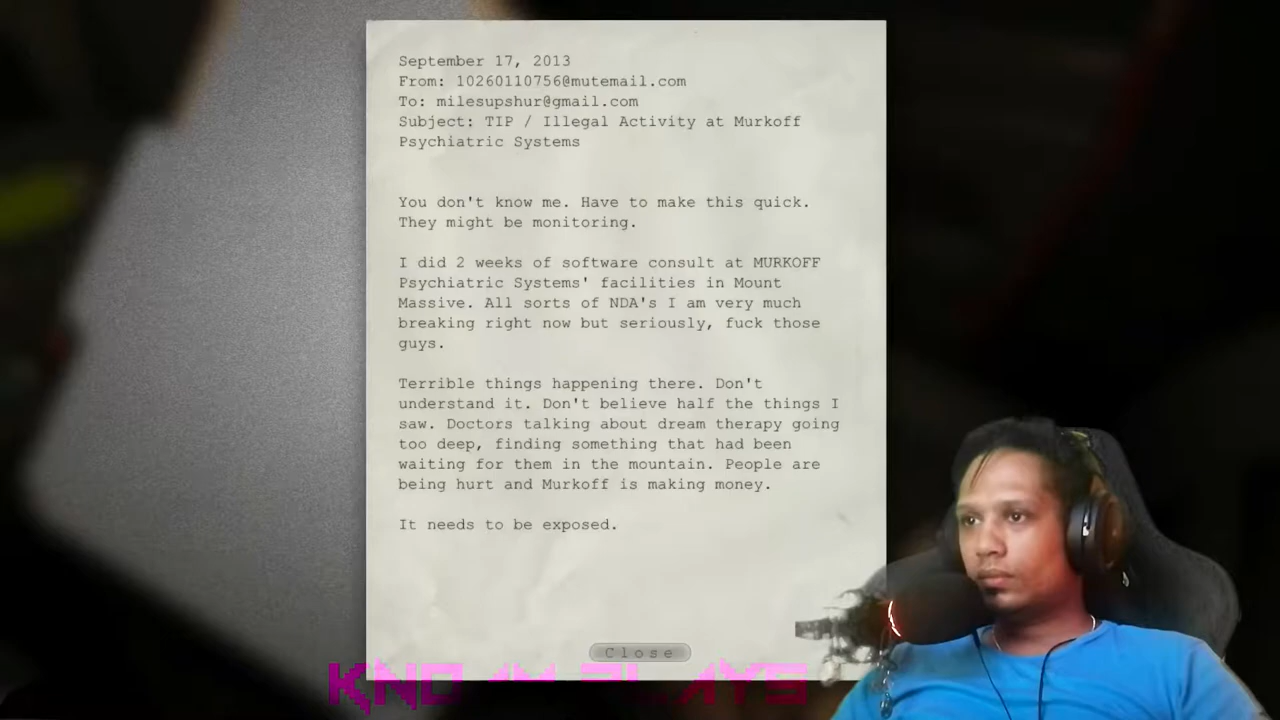 September 17, 2013
From: 10260110756@mutemail.com
To: milesupshur@gmail.com
Subject: TIP / Illegal Activity at Murkoff
Psychiatric Systems
You don't know me. Have to make this quick.
They might be monitoring.
I did 2 weeks of software consult at MURKOFF
Psychiatric Systems' facilities in Mount
Massive. All sorts of NDA's I am very much
breaking right now but seriously, fuck those
guys.
Terrible things happening there. Don't
understand it. Don't believe half the things I
saw. Doctors talking about dream therapy going
too deep, finding something that had been
waiting for them in the mountain. People are
being hurt and Murkoff is making money.
It needs to be exposed.
Close